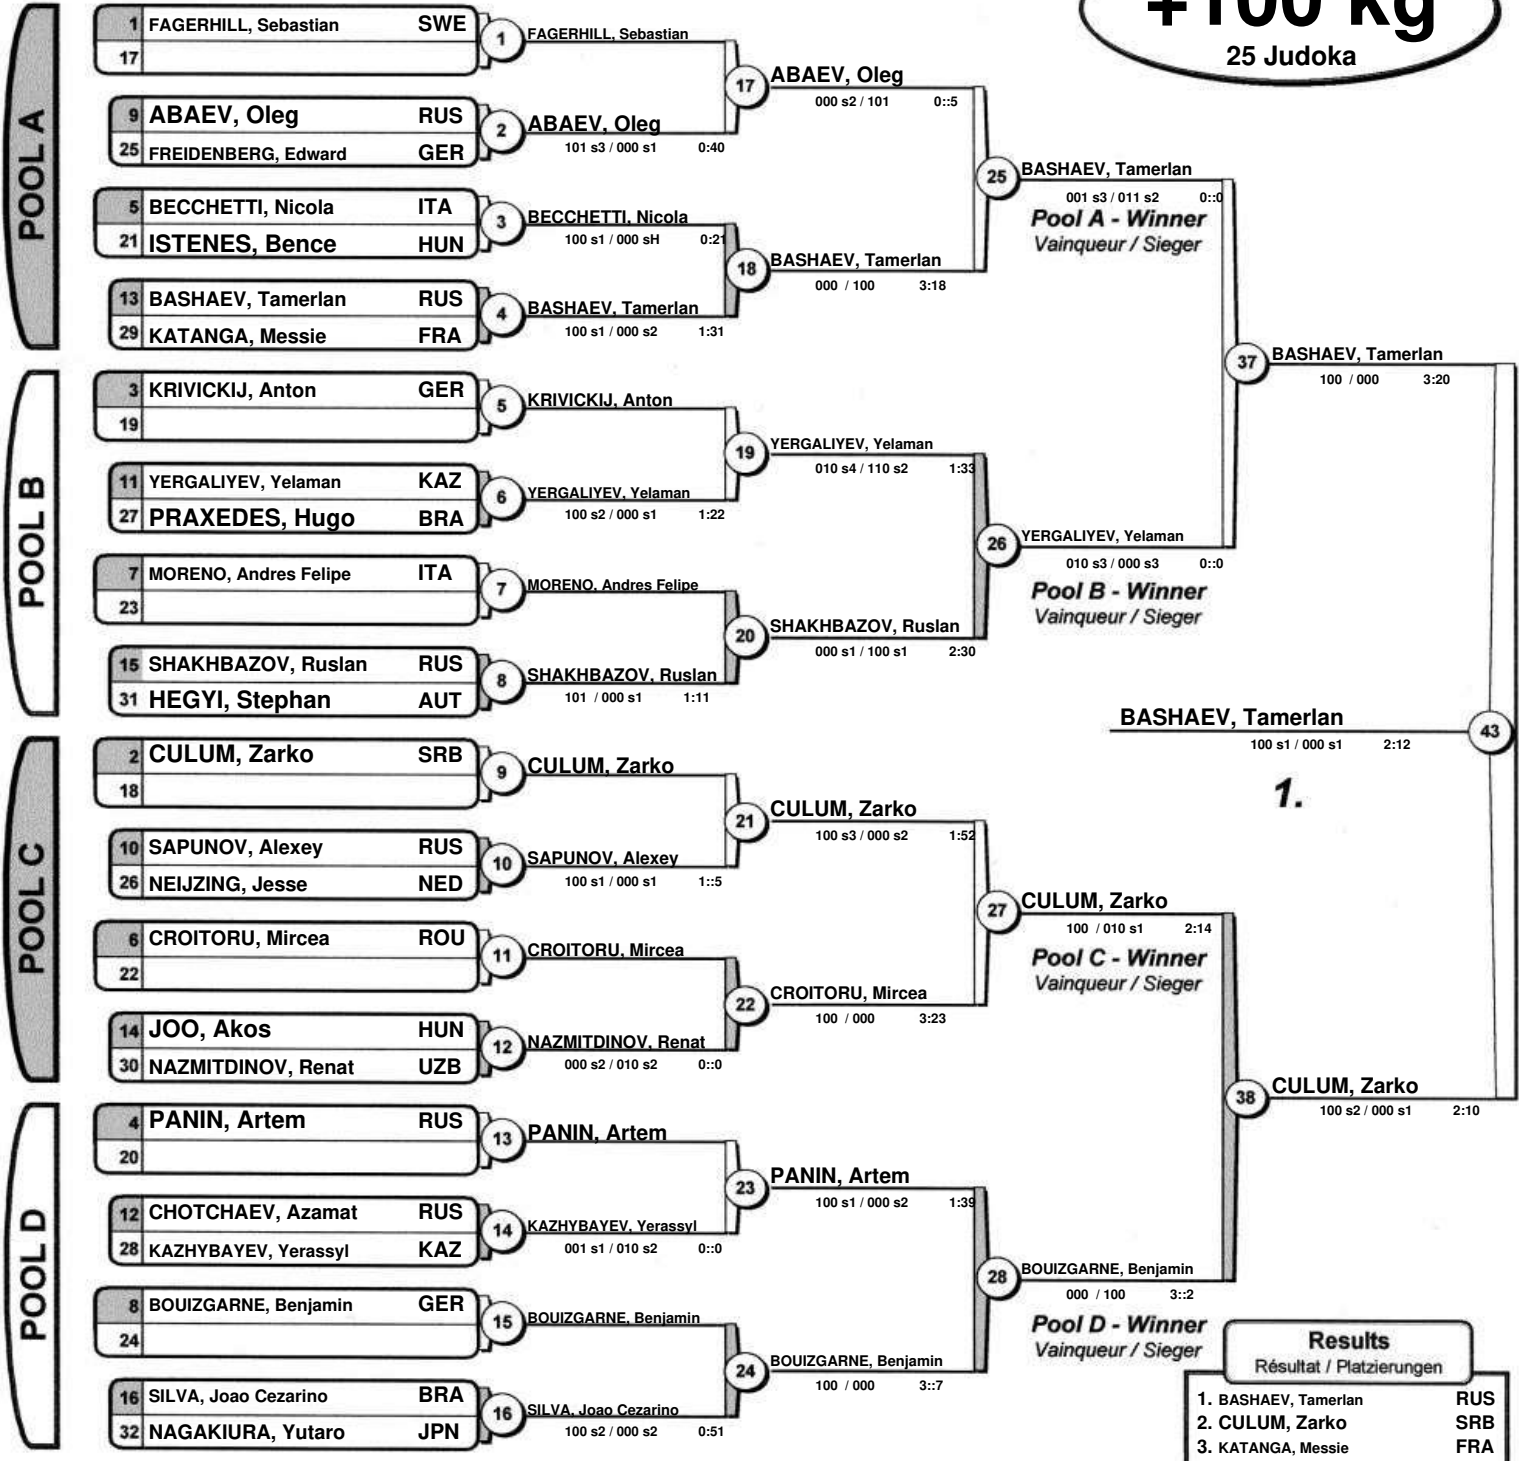 +100 kg
25 Judoka
POOL A
1 FAGERHILL, Sebastian SWE
17
1
FAGERHILL, Sebastian
9 ABAEV, Oleg RUS
25 FREIDENBERG, Edward GER
2
ABAEV, Oleg
101 s3 / 000 s1 0:40
17
ABAEV, Oleg
000 s2 / 101 0::5
5 BECCHETTI, Nicola ITA
21 ISTENES, Bence HUN
3
BECCHETTI, Nicola
100 s1 / 000 sH 0:21
13 BASHAEV, Tamerlan RUS
29 KATANGA, Messie FRA
4
BASHAEV, Tamerlan
100 s1 / 000 s2 1:31
18
BASHAEV, Tamerlan
000 / 100 3:18
25
BASHAEV, Tamerlan
001 s3 / 011 s2 0::0
Pool A - Winner
Vainqueur / Sieger
POOL B
3 KRIVICKIJ, Anton GER
19
5
KRIVICKIJ, Anton
11 YERGALIYEV, Yelaman KAZ
27 PRAXEDES, Hugo BRA
6
YERGALIYEV, Yelaman
100 s2 / 000 s1 1:22
19
YERGALIYEV, Yelaman
010 s4 / 110 s2 1:33
7 MORENO, Andres Felipe ITA
23
7
MORENO, Andres Felipe
15 SHAKHBAZOV, Ruslan RUS
31 HEGYI, Stephan AUT
8
SHAKHBAZOV, Ruslan
101 / 000 s1 1:11
20
SHAKHBAZOV, Ruslan
000 s1 / 100 s1 2:30
26
YERGALIYEV, Yelaman
010 s3 / 000 s3 0::0
Pool B - Winner
Vainqueur / Sieger
37
BASHAEV, Tamerlan
100 / 000 3:20
POOL C
2 CULUM, Zarko SRB
18
9
CULUM, Zarko
10 SAPUNOV, Alexey RUS
26 NEIJZING, Jesse NED
10
SAPUNOV, Alexey
100 s1 / 000 s1 1::5
21
CULUM, Zarko
100 s3 / 000 s2 1:52
6 CROITORU, Mircea ROU
22
11
CROITORU, Mircea
14 JOO, Akos HUN
30 NAZMITDINOV, Renat UZB
12
NAZMITDINOV, Renat
000 s2 / 010 s2 0::0
22
CROITORU, Mircea
100 / 000 3:23
27
CULUM, Zarko
100 / 010 s1 2:14
Pool C - Winner
Vainqueur / Sieger
BASHAEV, Tamerlan
43
100 s1 / 000 s1 2:12
1.
POOL D
4 PANIN, Artem RUS
20
13
PANIN, Artem
12 CHOTCHAEV, Azamat RUS
28 KAZHYBAYEV, Yerassyl KAZ
14
KAZHYBAYEV, Yerassyl
001 s1 / 010 s2 0::0
23
PANIN, Artem
100 s1 / 000 s2 1:39
8 BOUIZGARNE, Benjamin GER
24
15
BOUIZGARNE, Benjamin
16 SILVA, Joao Cezarino BRA
32 NAGAKIURA, Yutaro JPN
16
SILVA, Joao Cezarino
100 s2 / 000 s2 0:51
24
BOUIZGARNE, Benjamin
100 / 000 3::7
28
BOUIZGARNE, Benjamin
000 / 100 3::2
Pool D - Winner
Vainqueur / Sieger
38
CULUM, Zarko
100 s2 / 000 s1 2:10
Results
Résultat / Platzierungen
1. BASHAEV, Tamerlan RUS
2. CULUM, Zarko SRB
3. KATANGA, Messie FRA